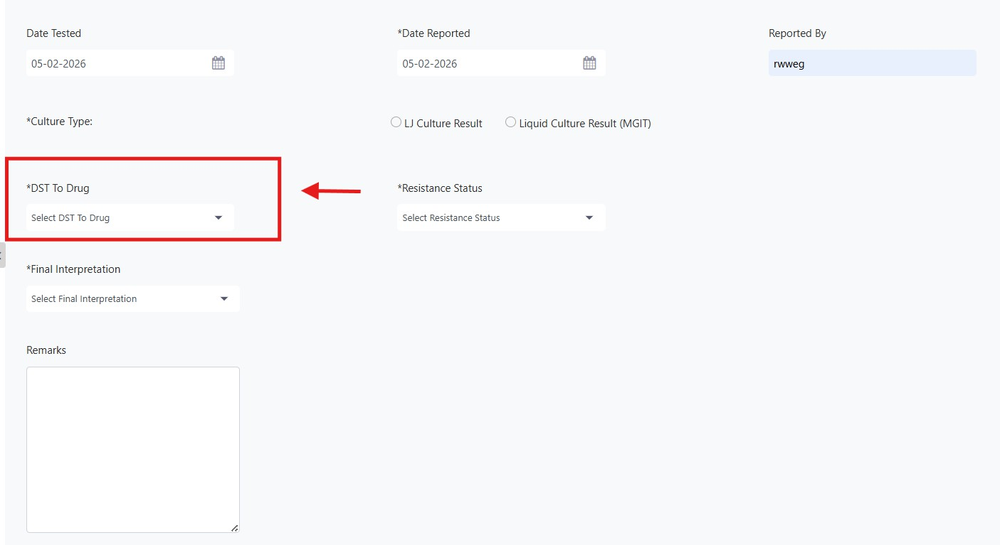 Date Tested
*Date Reported
Reported By
05-02-2026
05-02-2026
rwweg
*Culture Type:
LJ Culture Result
Liquid Culture Result (MGIT)
*DST To Drug
*Resistance Status
Select DST To Drug
Select Resistance Status
*Final Interpretation
Select Final Interpretation
Remarks